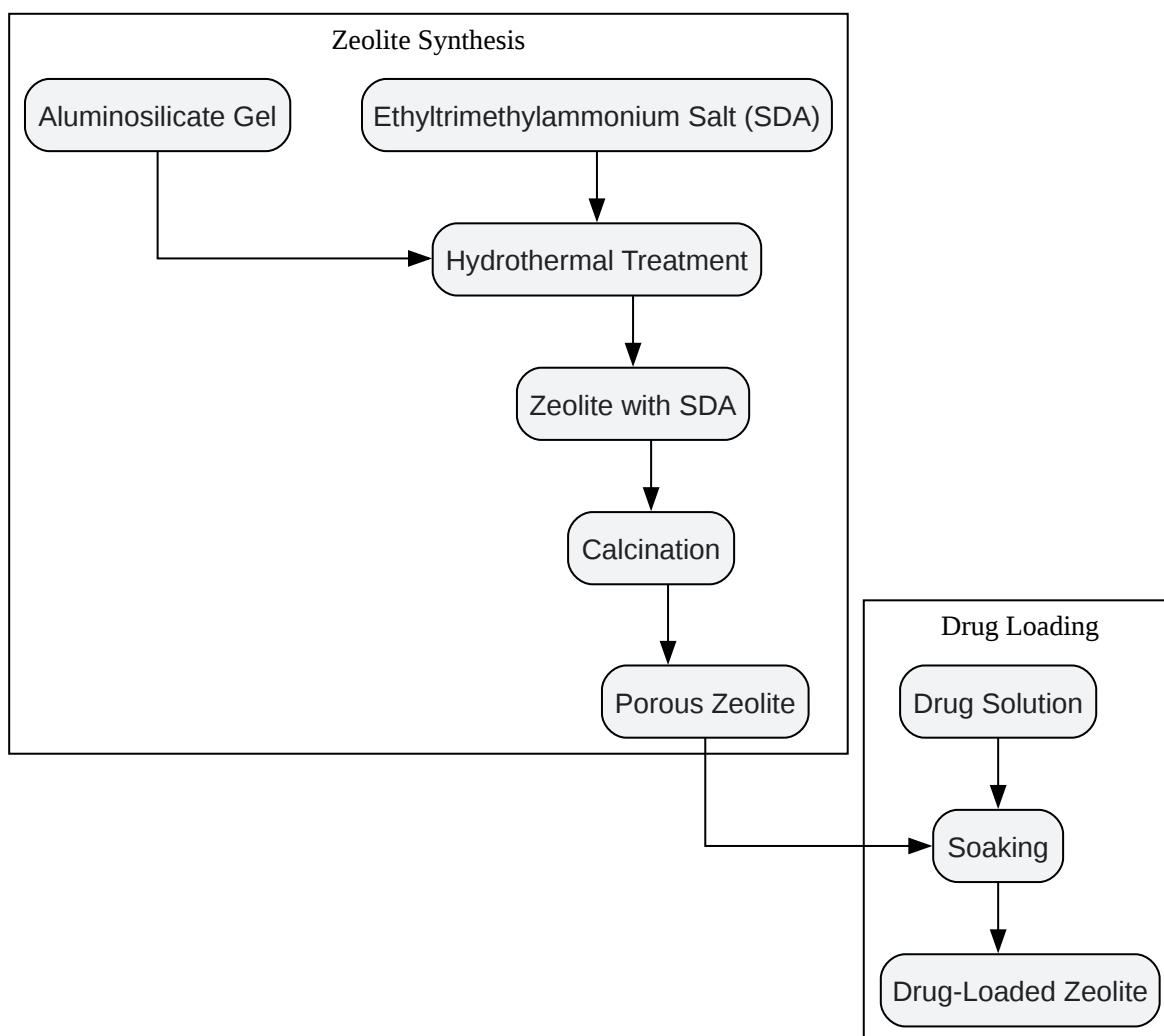 Zeolite Synthesis
Aluminosilicate Gel
Ethyltrimethylammonium Salt (SDA)
Hydrothermal Treatment
Zeolite with SDA
Calcination
Porous Zeolite
Drug Loading
Drug Solution
Soaking
Drug-Loaded Zeolite